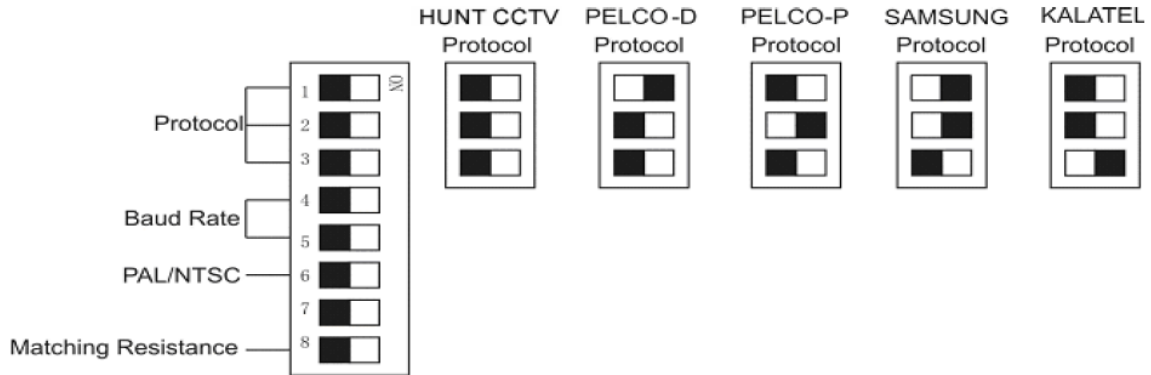 HUNT CCTV
Protocol
PELCO-D
Protocol
PELCO-P
Protocol
SAMSUNG
Protocol
KALATEL
Protocol
ON
1
2
3
4
5
6
7
8
Protocol
Baud Rate
PAL/NTSC
Matching Resistance